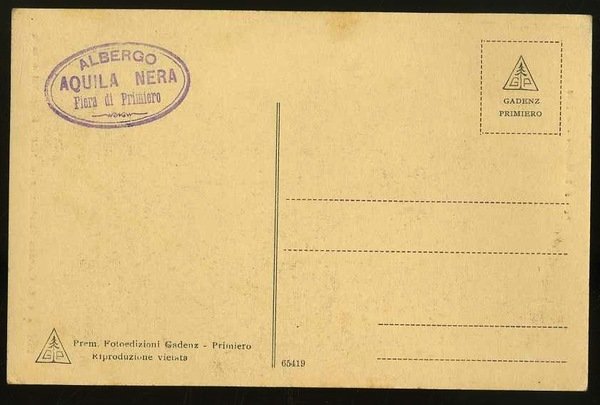 ALBERGO
AQUILA NERA
Fiera di Primiero
G P
GADENZ
PRIMIERO
G P
Prem. Fotoedizioni Gadenz - Primiero
Riproduzione vietata
65419